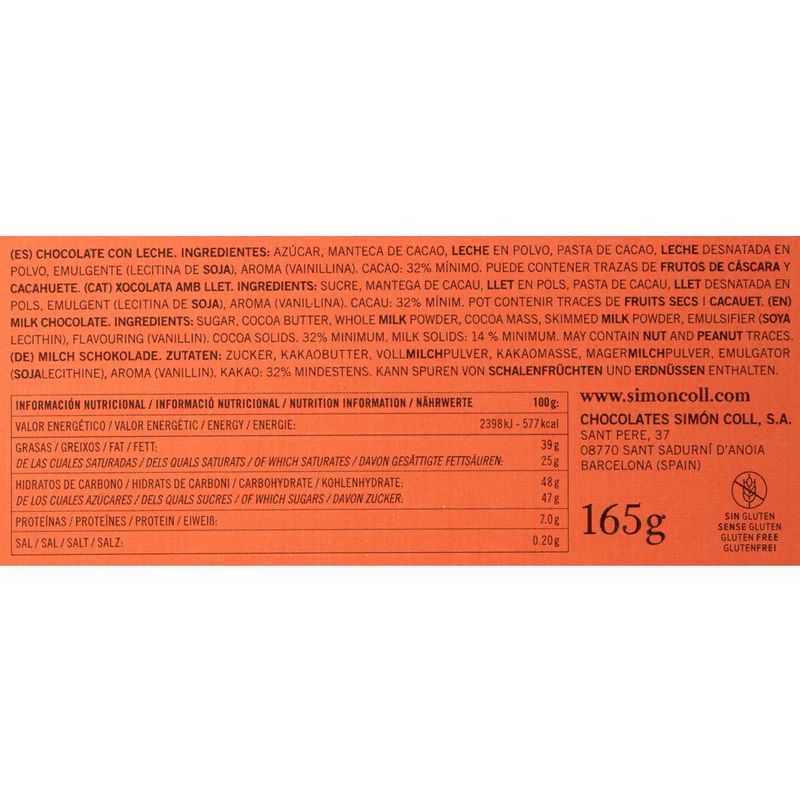 (ES) CHOCOLATE CON LECHE. INGREDIENTES: AZÚCAR, MANTECA DE CACAO, LECHE EN POLVO, PASTA DE CACAO, LECHE DESNATADA EN
POLVO, EMULGENTE (LECITINA DE SOJA), AROMA (VAINILLINA). CACAO: 32% MÍNIMO. PUEDE CONTENER TRAZAS DE FRUTOS DE CÁSCARA Y
CACAHUETE. (CAT) XOCOLATA AMB LLET. INGREDIENTS: SUCRE, MANTEGA DE CACAU, LLET EN POLS, PASTA DE CACAU, LLET DESNATADA EN
POLS, EMULGENT (LECITINA DE SOJA), AROMA (VANIL·LINA). CACAU: 32% MÍNIM. POT CONTENIR TRACES DE FRUITS SECS I CACAUET. (EN)
MILK CHOCOLATE. INGREDIENTS: SUGAR, COCOA BUTTER, WHOLE MILK POWDER, COCOA MASS, SKIMMED MILK POWDER, EMULSIFIER (SOYA
LECITHIN), FLAVOURING (VANILLIN). COCOA SOLIDS. 32% MINIMUM. MILK SOLIDS: 14 % MINIMUM. MAY CONTAIN NUT AND PEANUT TRACES.
(DE) MILCH SCHOKOLADE. ZUTATEN: ZUCKER, KAKAOBUTTER, VOLLMILCHPULVER, KAKAOMASSE, MAGERMILCHPULVER, EMULGATOR
(SOJALECITHINE), AROMA (VANILLIN). KAKAO: 32% MINDESTENS. KANN SPUREN VON SCHALENFRÜCHTEN UND ERDNÜSSEN ENTHALTEN.
INFORMACIÓN NUTRICIONAL / INFORMACIÓ NUTRICIONAL / NUTRITION INFORMATION / NÄHRWERTE 100g:
VALOR ENERGÉTICO / VALOR ENERGÈTIC / ENERGY / ENERGIE: 2398kJ - 577kcal
GRASAS / GREIXOS / FAT / FETT: 39g
DE LAS CUALES SATURADAS / DELS QUALS SATURATS / OF WHICH SATURATES / DAVON GESÄTTIGTE FETTSÄUREN: 25g
HIDRATOS DE CARBONO / HIDRATS DE CARBONI / CARBOHYDRATE / KOHLENHYDRATE: 48g
DE LOS CUALES AZÚCARES / DELS QUALS SUCRES / OF WHICH SUGARS / DAVON ZUCKER: 47g
PROTEÍNAS / PROTEÏNES / PROTEIN / EIWEIß: 7.0g
SAL / SAL / SALT / SALZ: 0.20g
www.simoncoll.com
CHOCOLATES SIMÓN COLL, S.A.
SANT PERE, 37
08770 SANT SADURNÍ D'ANOIA
BARCELONA (SPAIN)
165g
SIN GLUTEN
SENSE GLUTEN
GLUTEN FREE
GLUTENFREI